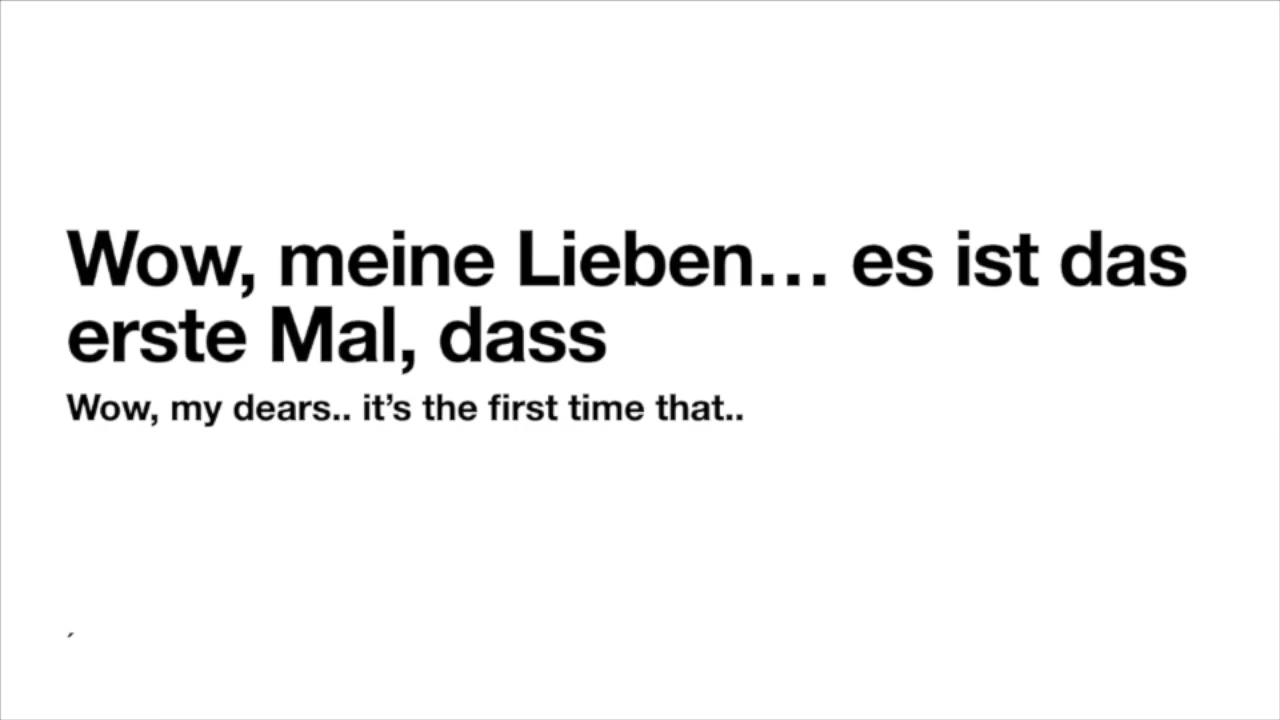 Wow, meine Lieben… es ist das
erste Mal, dass
Wow, my dears.. it’s the first time that..
´